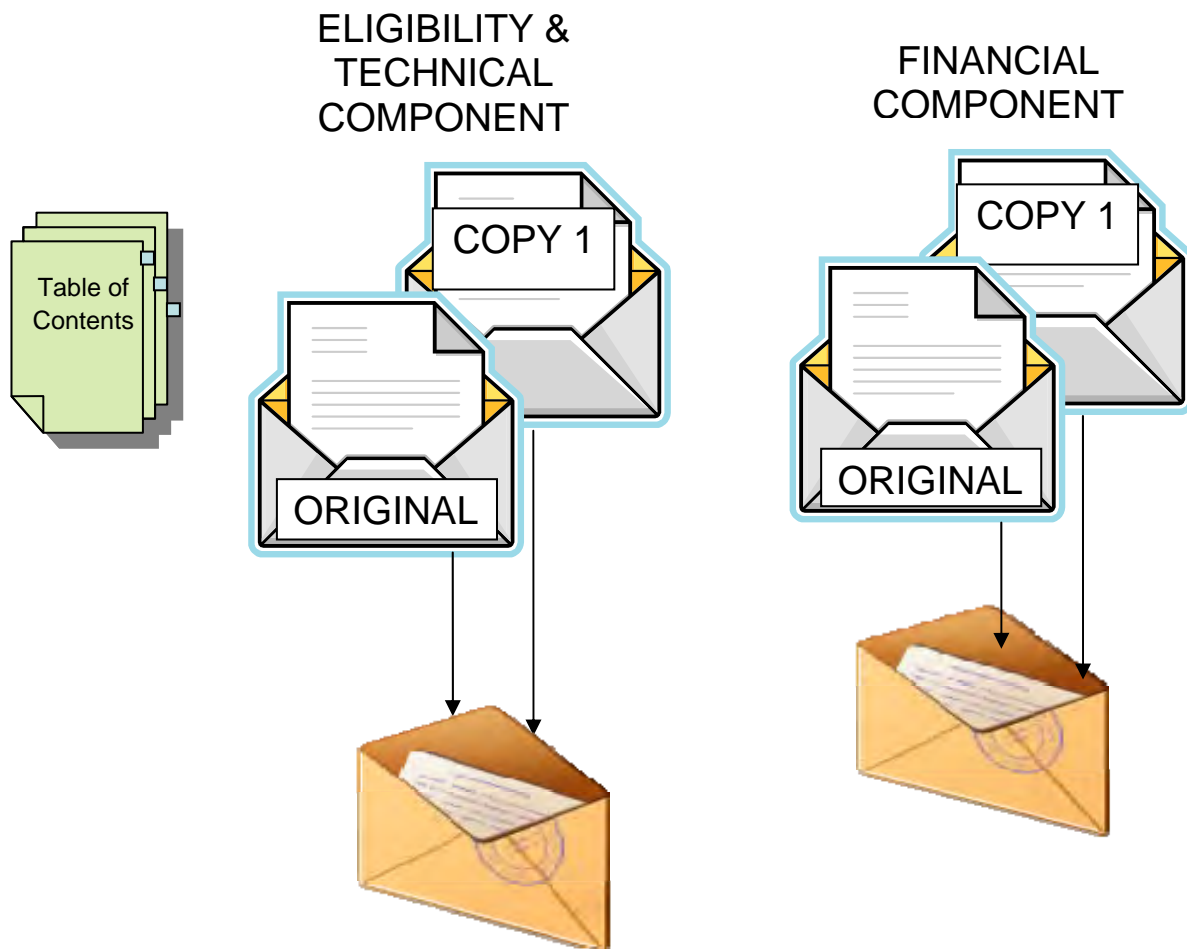 ELIGIBILITY &
TECHNICAL
COMPONENT
FINANCIAL
COMPONENT
Table of
Contents
COPY 1
ORIGINAL
COPY 1
ORIGINAL